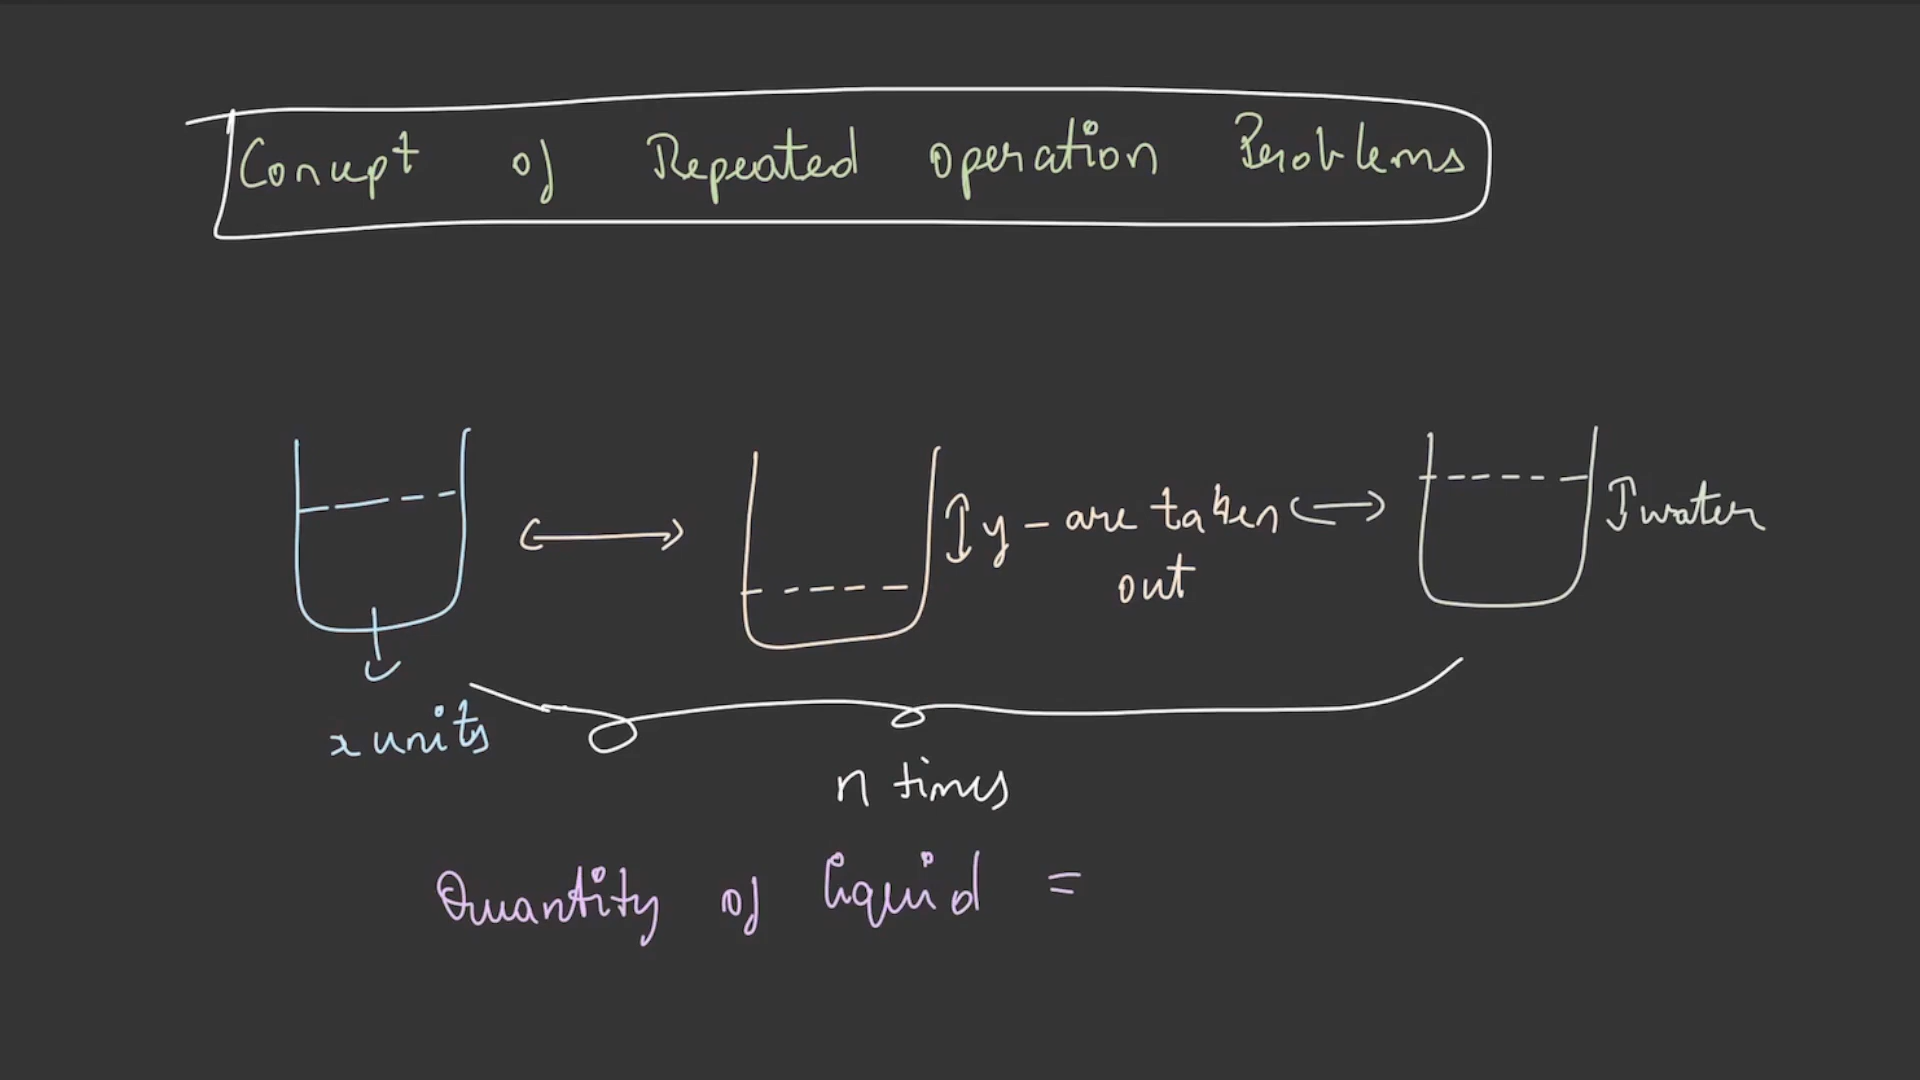 Concept of Repeated operation Problems
y - are taken
out
water
x units
n times
Quantity of liquid =